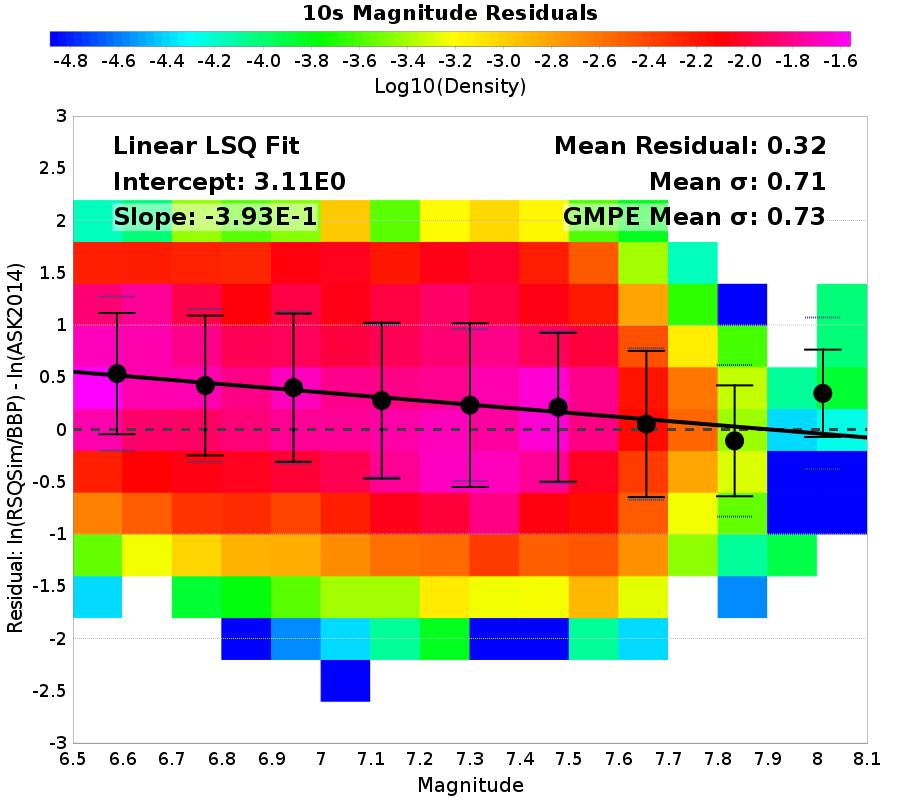 10s Magnitude Residuals
-4.8 -4.6 -4.4 -4.2 -4.0 -3.8 -3.6 -3.4 -3.2 -3.0 -2.8 -2.6 -2.4 -2.2 -2.0 -1.8 -1.6
Log10(Density)
Linear LSQ Fit
Intercept: 3.11E0
Slope: -3.93E-1
Mean Residual: 0.32
Mean σ: 0.71
GMPE Mean σ: 0.73
Residual: ln(RSQSim/BBP) - ln(ASK2014)
3
2.5
2
1.5
1
0.5
0
-0.5
-1
-1.5
-2
-2.5
-3
6.5 6.6 6.7 6.8 6.9 7 7.1 7.2 7.3 7.4 7.5 7.6 7.7 7.8 7.9 8 8.1
Magnitude